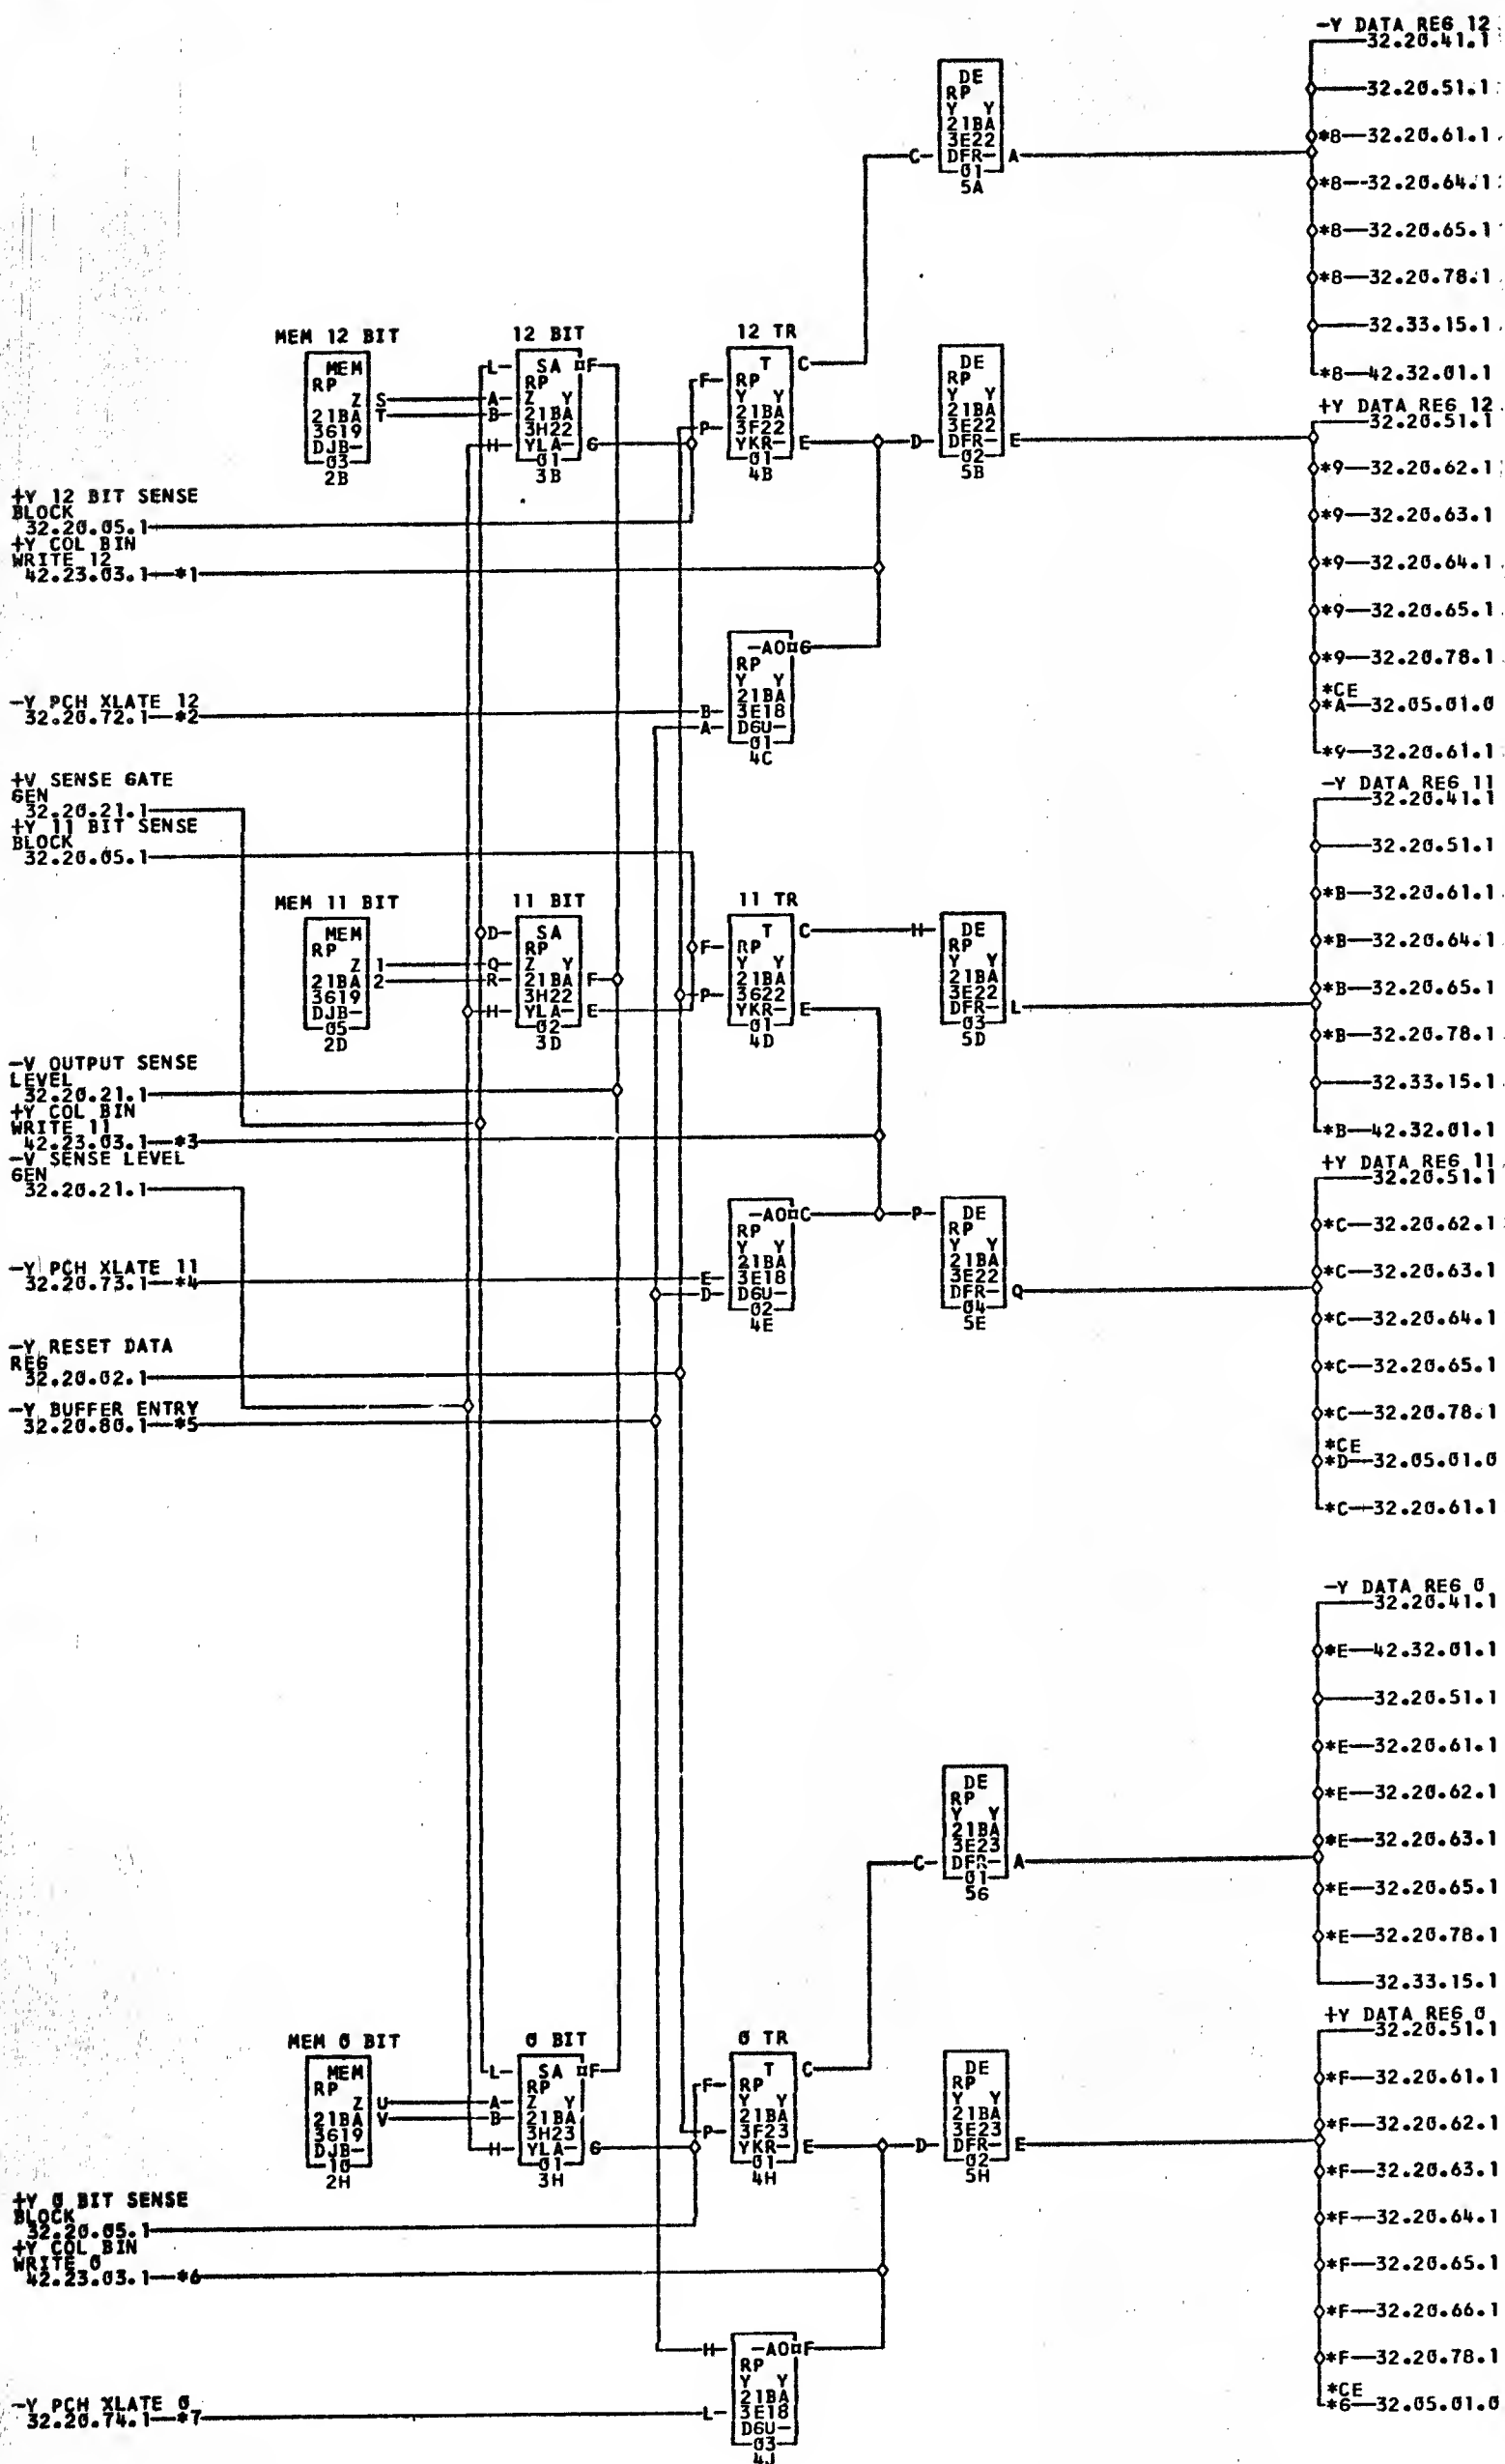 -Y DATA REG 12
32.20.41.1
32.20.51.1
*8-32.20.61.1
*8--32.20.64.1
*8-32.20.65.1
*8-32.20.78.1
32.33.15.1
*8-42.32.01.1
DE
RP
Y Y
21BA
3E22
C- DFR- A
01
5A
MEM 12 BIT
MEM
RP
Z S
21BA T
3619
DJB-
03
2B
12 BIT
L- SA ¤F
RP
A- Z Y
B- 21BA
3H22
H- YLA- G
01
3B
12 TR
T C
F- RP
Y Y
21BA
P- 3F22
YKR- E
01
4B
DE
RP
Y Y
21BA
3E22
D- DFR- E
02
5B
+Y DATA REG 12
32.20.51.1
*9-32.20.62.1
*9-32.20.63.1
*9-32.20.64.1
*9-32.20.65.1
*9-32.20.78.1
*CE
*A-32.05.01.0
*9-32.20.61.1
+Y 12 BIT SENSE
BLOCK
32.20.05.1
+Y COL BIN
WRITE 12
42.23.03.1-*1
-AO¤G
RP
Y Y
21BA
B- 3E18
A- D6U-
01
4C
-Y PCH XLATE 12
32.20.72.1-*2
+V SENSE GATE
GEN
32.20.21.1
+Y 11 BIT SENSE
BLOCK
32.20.05.1
-Y DATA REG 11
32.20.41.1
32.20.51.1
*B-32.20.61.1
*B-32.20.64.1
*B-32.20.65.1
*B-32.20.78.1
32.33.15.1
*B-42.32.01.1
MEM 11 BIT
MEM
RP
Z 1
21BA 2
3619
DJB-
05
2D
11 BIT
D- SA
RP
Q- Z Y
R- 21BA F
3H22
H- YLA- E
02
3D
11 TR
T C
F- RP
Y Y
21BA
P- 3G22
YKR- E
01
4D
H- DE
RP
Y Y
21BA
3E22
DFR- L
03
5D
-V OUTPUT SENSE
LEVEL
32.20.21.1
+Y COL BIN
WRITE 11
42.23.03.1-*3
-V SENSE LEVEL
GEN
32.20.21.1
+Y DATA REG 11
32.20.51.1
*C-32.20.62.1
*C-32.20.63.1
*C-32.20.64.1
*C-32.20.65.1
*C-32.20.78.1
*CE
*D-32.05.01.0
*C-32.20.61.1
-AO¤C
RP
Y Y
21BA
E- 3E18
D- D6U-
02
4E
P- DE
RP
Y Y
21BA
3E22
DFR- Q
04
5E
-Y PCH XLATE 11
32.20.73.1-*4
-Y RESET DATA
REG
32.20.02.1
-Y BUFFER ENTRY
32.20.80.1-*5
-Y DATA REG 0
32.20.41.1
*E-42.32.01.1
32.20.51.1
*E-32.20.61.1
*E-32.20.62.1
*E-32.20.63.1
*E-32.20.65.1
*E-32.20.78.1
32.33.15.1
DE
RP
Y Y
21BA
3E23
C- DFR- A
01
5G
MEM 0 BIT
MEM
RP
Z U
21BA V
3619
DJB-
10
2H
0 BIT
L- SA ¤F
RP
A- Z Y
B- 21BA
3H23
H- YLA- G
01
3H
0 TR
T C
F- RP
Y Y
21BA
P- 3F23
YKR- E
01
4H
DE
RP
Y Y
21BA
3E23
D- DFR- E
02
5H
+Y DATA REG 0
32.20.51.1
*F-32.20.61.1
*F-32.20.62.1
*F-32.20.63.1
*F-32.20.64.1
*F-32.20.65.1
*F-32.20.66.1
*F-32.20.78.1
*CE
*G-32.05.01.0
+Y 0 BIT SENSE
BLOCK
32.20.05.1
+Y COL BIN
WRITE 0
42.23.03.1-*6
H- -AO¤F
RP
Y Y
21BA
L- 3E18
D6U-
03
4J
-Y PCH XLATE 0
32.20.74.1-*7